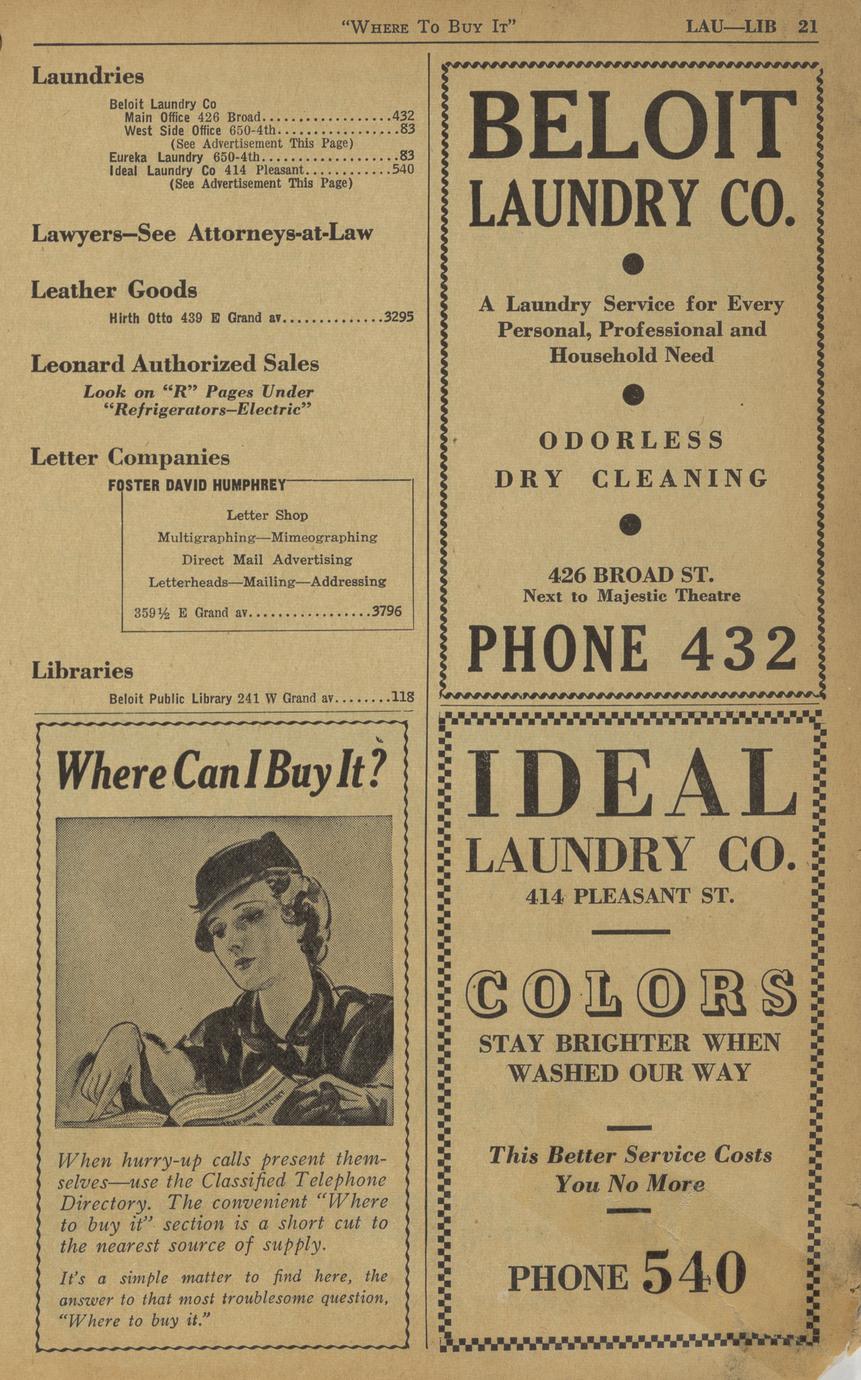 "WHERE TO BUY IT"
LAU—LIB 21
Laundries
Beloit Laundry Co
Main Office 426 Broad..................432
West Side Office 650-4th.................83
(See Advertisement This Page)
Eureka Laundry 650-4th...................83
Ideal Laundry Co 414 Pleasant............540
(See Advertisement This Page)
Lawyers—See Attorneys-at-Law
Leather Goods
Hirth Otto 439 E Grand av..............3295
Leonard Authorized Sales
Look on "R" Pages Under
"Refrigerators—Electric"
Letter Companies
FOSTER DAVID HUMPHREY
Letter Shop
Multigraphing—Mimeographing
Direct Mail Advertising
Letterheads—Mailing—Addressing
359½ E Grand av.................3796
Libraries
Beloit Public Library 241 W Grand av........118
Where Can I Buy It?
TELEPHONE DIRECTORY
When hurry-up calls present them-
selves—use the Classified Telephone
Directory. The convenient "Where
to buy it" section is a short cut to
the nearest source of supply.
It's a simple matter to find here, the
answer to that most troublesome question,
"Where to buy it."
BELOIT
LAUNDRY CO.
A Laundry Service for Every
Personal, Professional and
Household Need
ODORLESS
DRY CLEANING
426 BROAD ST.
Next to Majestic Theatre
PHONE 432
IDEAL
LAUNDRY CO.
414 PLEASANT ST.
COLORS
STAY BRIGHTER WHEN
WASHED OUR WAY
This Better Service Costs
You No More
PHONE 540